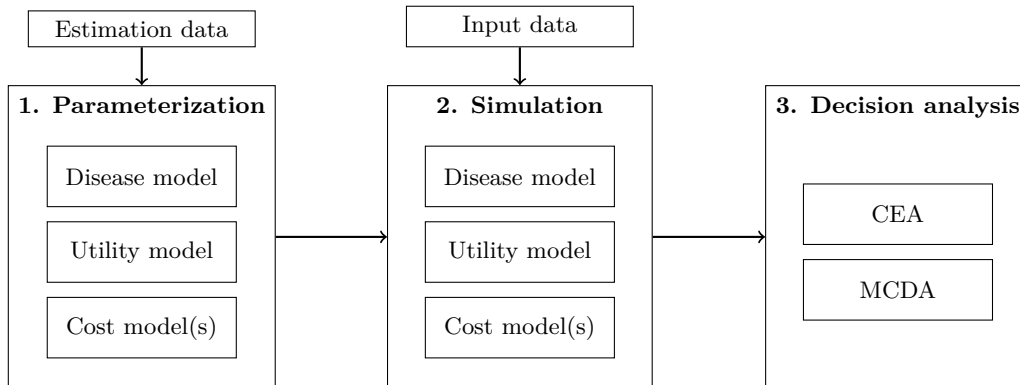 Estimation data
Input data
1. Parameterization
Disease model
Utility model
Cost model(s)
2. Simulation
Disease model
Utility model
Cost model(s)
3. Decision analysis
CEA
MCDA